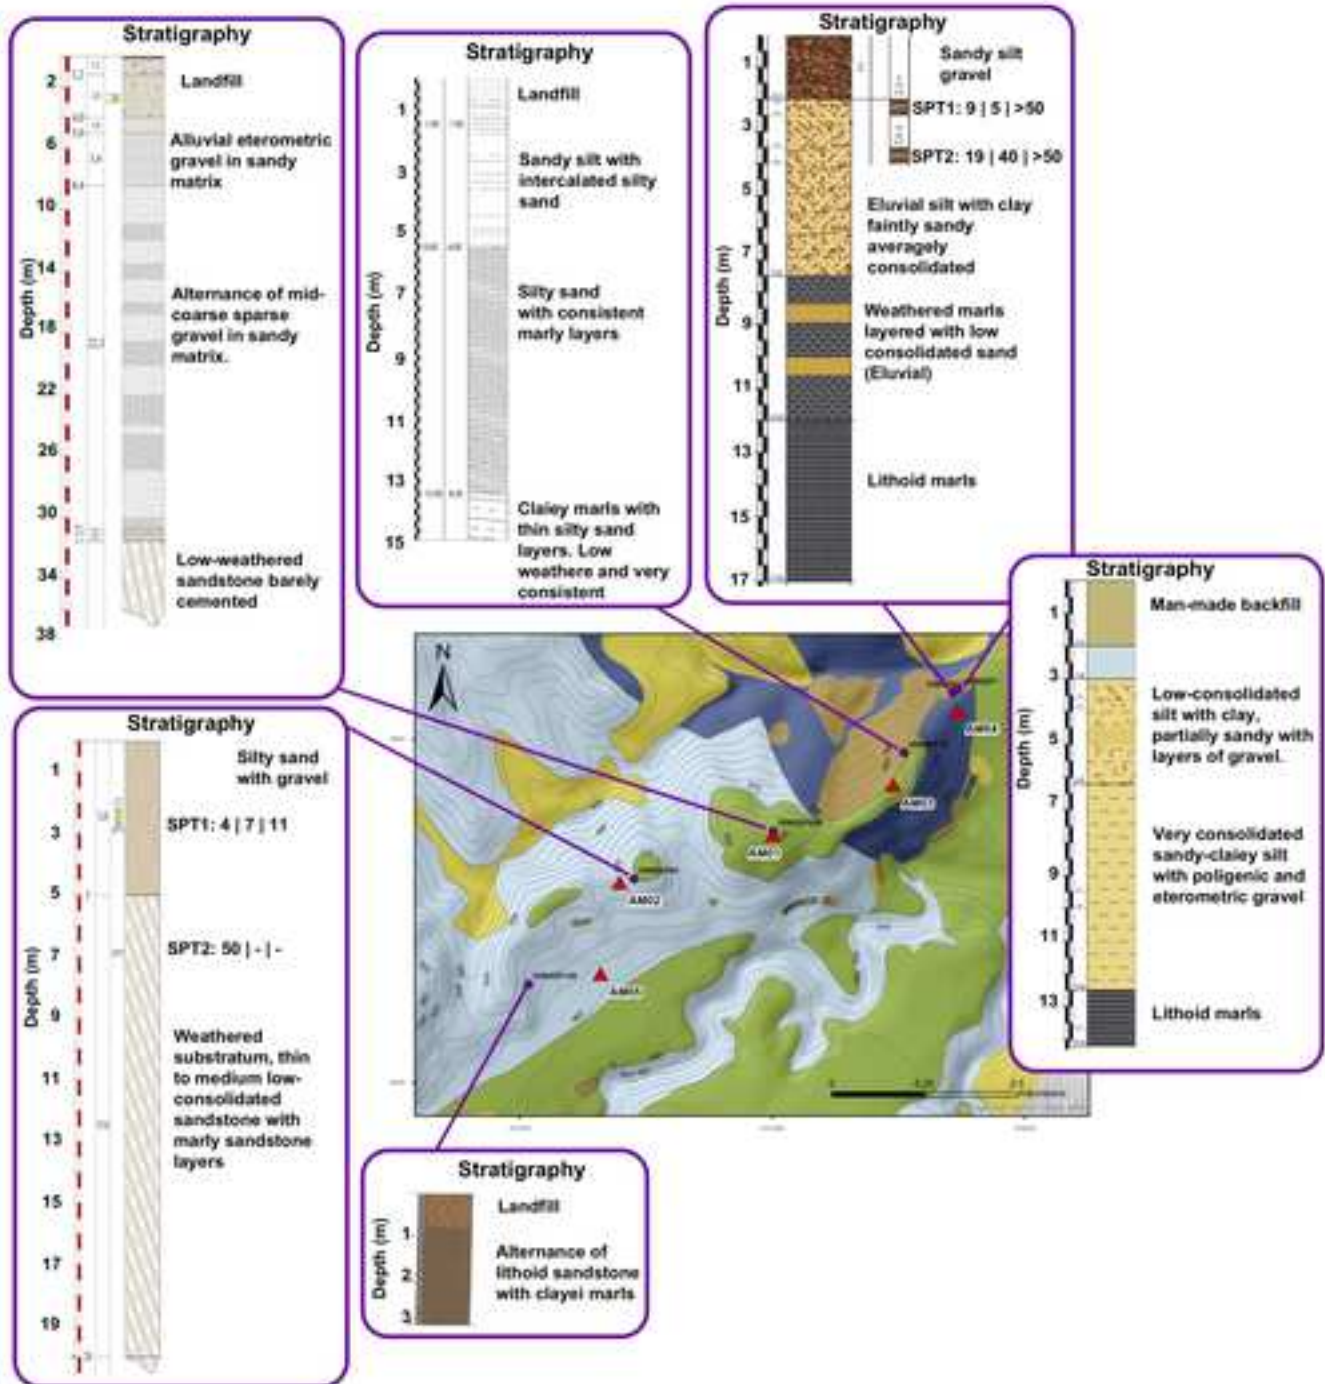 Stratigraphy
Depth (m)
2
6
10
14
18
22
26
30
34
38
Landfill
Alluvial eterometric
gravel in sandy
matrix
Alternance of mid-
coarse sparse
gravel in sandy
matrix.
Low-weathered
sandstone barely
cemented
Stratigraphy
Depth (m)
1
3
5
7
9
11
13
15
Landfill
Sandy silt with
intercalated silty
sand
Silty sand
with consistent
marly layers
Claiey marls with
thin silty sand
layers. Low
weathere and very
consistent
Stratigraphy
Depth (m)
1
3
5
7
9
11
13
15
17
Sandy silt
gravel
SPT1: 9 | 5 | >50
SPT2: 19 | 40 | >50
Eluvial silt with clay
faintly sandy
averagely
consolidated
Weathered marls
layered with low
consolidated sand
(Eluvial)
Lithoid marls
Stratigraphy
Depth (m)
1
3
5
7
9
11
13
Man-made backfill
Low-consolidated
silt with clay,
partially sandy with
layers of gravel.
Very consolidated
sandy-claiey silt
with poligenic and
eterometric gravel
Lithoid marls
Stratigraphy
Depth (m)
1
3
5
7
9
11
13
15
17
19
Silty sand
with gravel
SPT1: 4 | 7 | 11
SPT2: 50 | - | -
Weathered
substratum, thin
to medium low-
consolidated
sandstone with
marly sandstone
layers
N
AM04
AM01
AM02
0
Stratigraphy
Depth (m)
1
2
3
Landfill
Alternance of
lithoid sandstone
with clayei marls